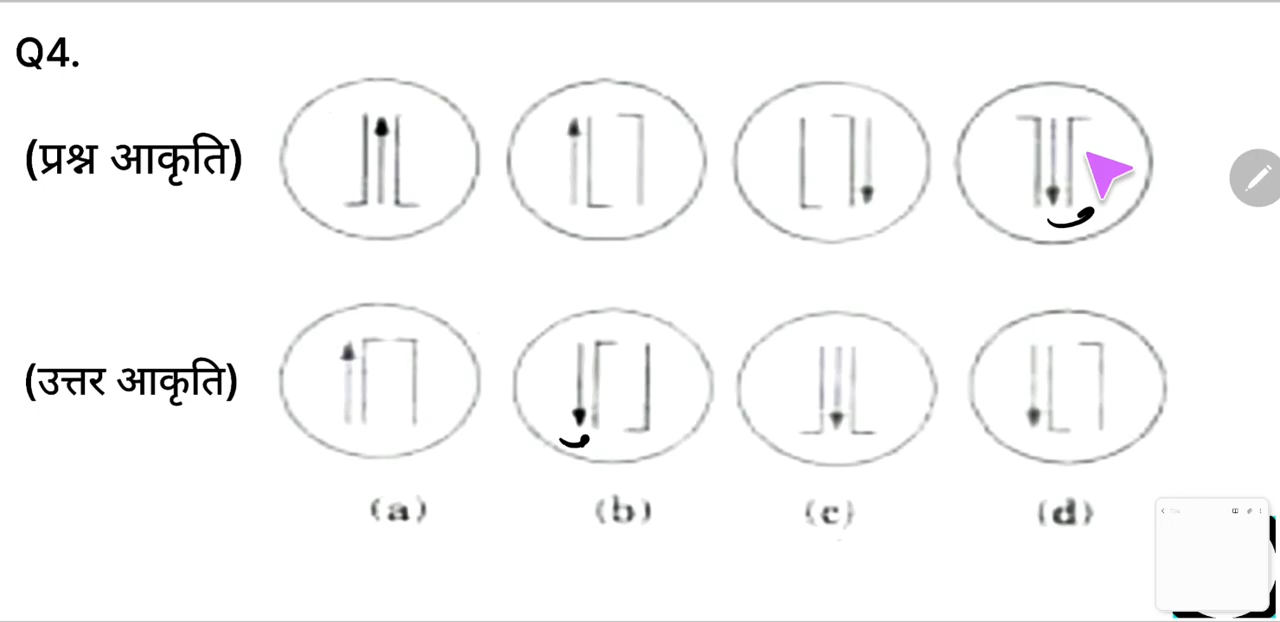 Q4.
(प्रश्न आकृति)
(उत्तर आकृति)
(a) (b) (c) (d)